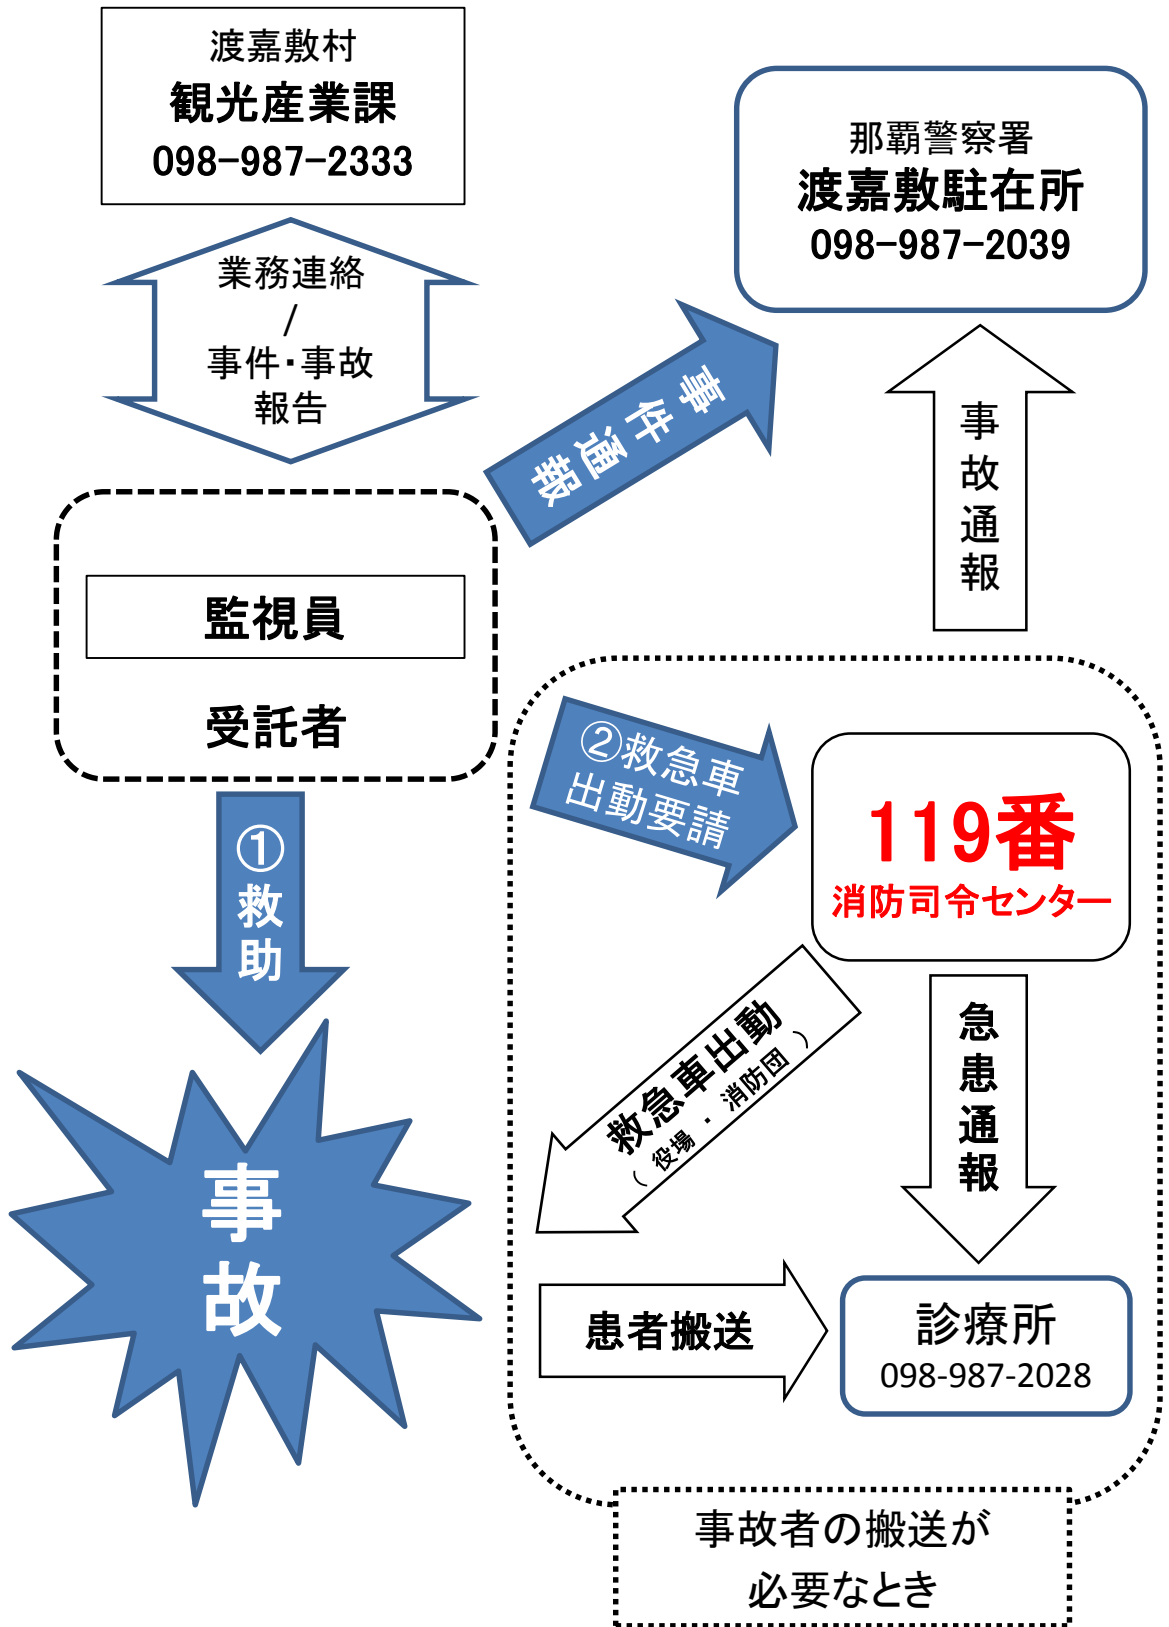 渡嘉敷村
観光産業課
098-987-2333
那覇警察署
渡嘉敷駐在所
098-987-2039
業務連絡
/
事件・事故
報告
事件通報
事故通報
監視員
受託者
②救急車
出動要請
119番
消防司令センター
①救助
救急車出動
（ 役場 ・ 消防団 ）
急患通報
事故
患者搬送
診療所
098-987-2028
事故者の搬送が
必要なとき